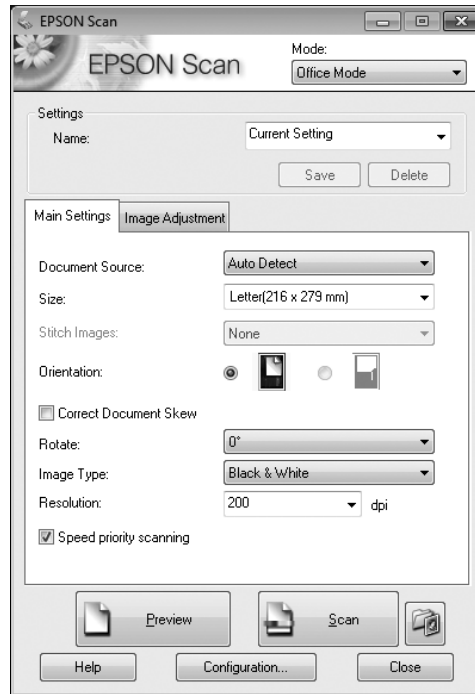 EPSON Scan
EPSON Scan
Mode:
Office Mode
Settings
Name:
Current Setting
Save
Delete
Main Settings
Image Adjustment
Document Source:
Auto Detect
Size:
Letter(216 x 279 mm)
Stitch Images:
None
Orientation:
Correct Document Skew
Rotate:
0°
Image Type:
Black & White
Resolution:
200
dpi
Speed priority scanning
Preview
Scan
Help
Configuration...
Close